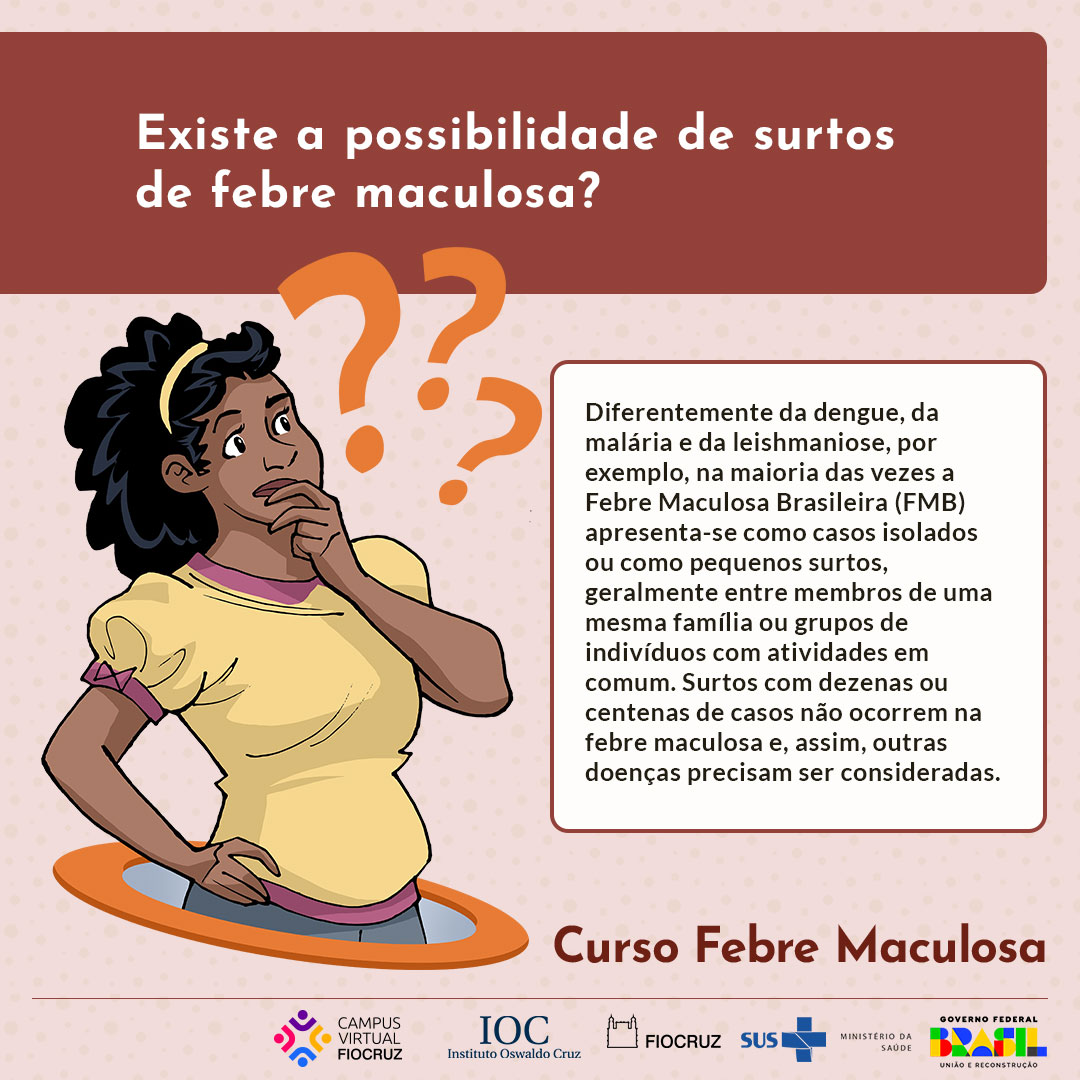 Existe a possibilidade de surtos
de febre maculosa?
???
Diferentemente da dengue, da
malária e da leishmaniose, por
exemplo, na maioria das vezes a
Febre Maculosa Brasileira (FMB)
apresenta-se como casos isolados
ou como pequenos surtos,
geralmente entre membros de uma
mesma família ou grupos de
indivíduos com atividades em
comum. Surtos com dezenas ou
centenas de casos não ocorrem na
febre maculosa e, assim, outras
doenças precisam ser consideradas.
Curso Febre Maculosa
CAMPUS
VIRTUAL
FIOCRUZ
IOC
Instituto Oswaldo Cruz
FIOCRUZ
SUS
MINISTÉRIO DA
SAÚDE
GOVERNO FEDERAL
BRASIL
UNIÃO E RECONSTRUÇÃO